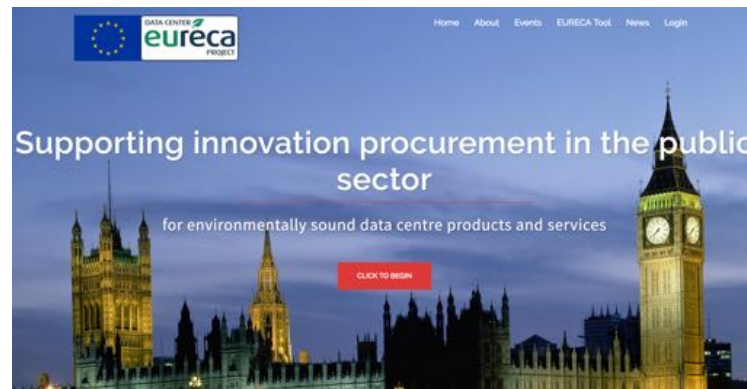 DATA CENTER
eureca
PROJECT
Home About Events EURECA Tool News Login
Supporting innovation procurement in the public
sector
for environmentally sound data centre products and services
CLICK TO BEGIN